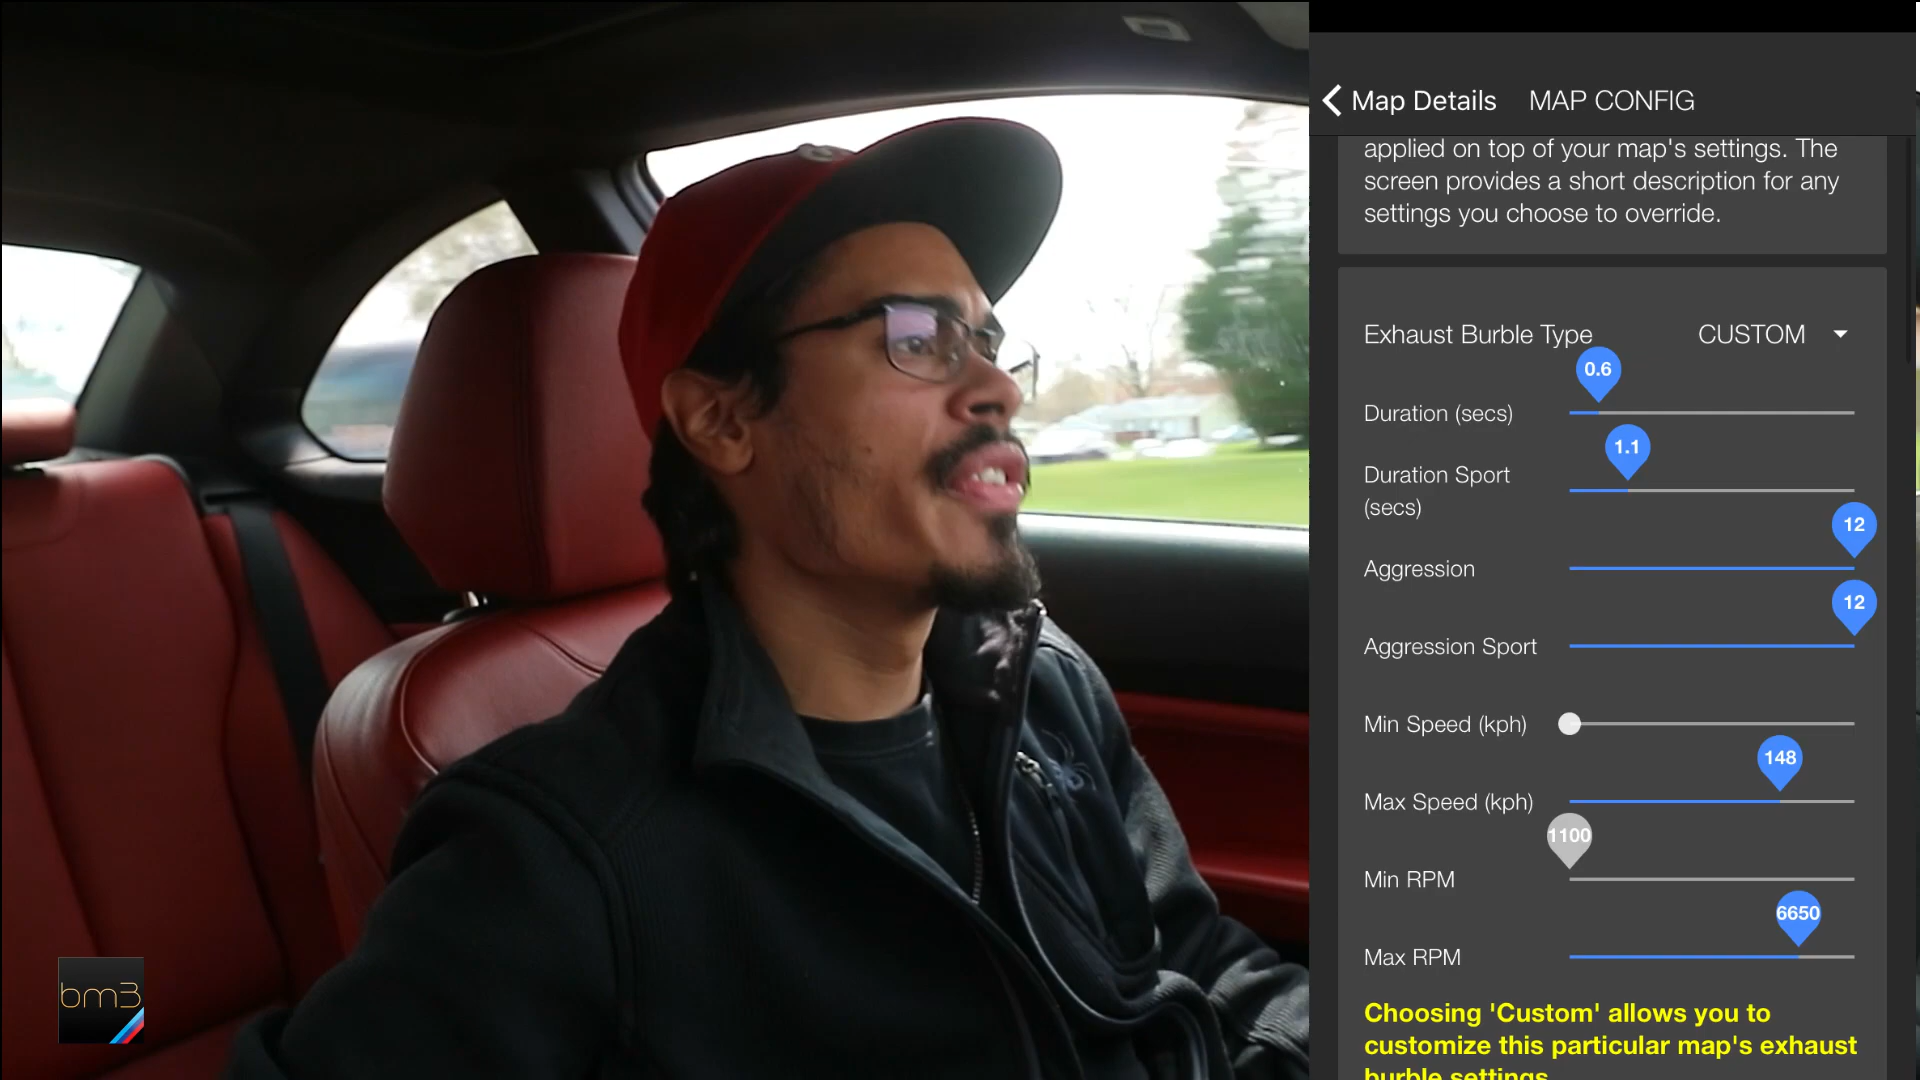 Map Details MAP CONFIG
applied on top of your map's settings. The
screen provides a short description for any
settings you choose to override.
Exhaust Burble Type CUSTOM
0.6
Duration (secs)
1.1
Duration Sport
(secs)
12
Aggression
12
Aggression Sport
Min Speed (kph)
148
Max Speed (kph)
1100
Min RPM
6650
Max RPM
Choosing 'Custom' allows you to
customize this particular map's exhaust
burble settings
bm3